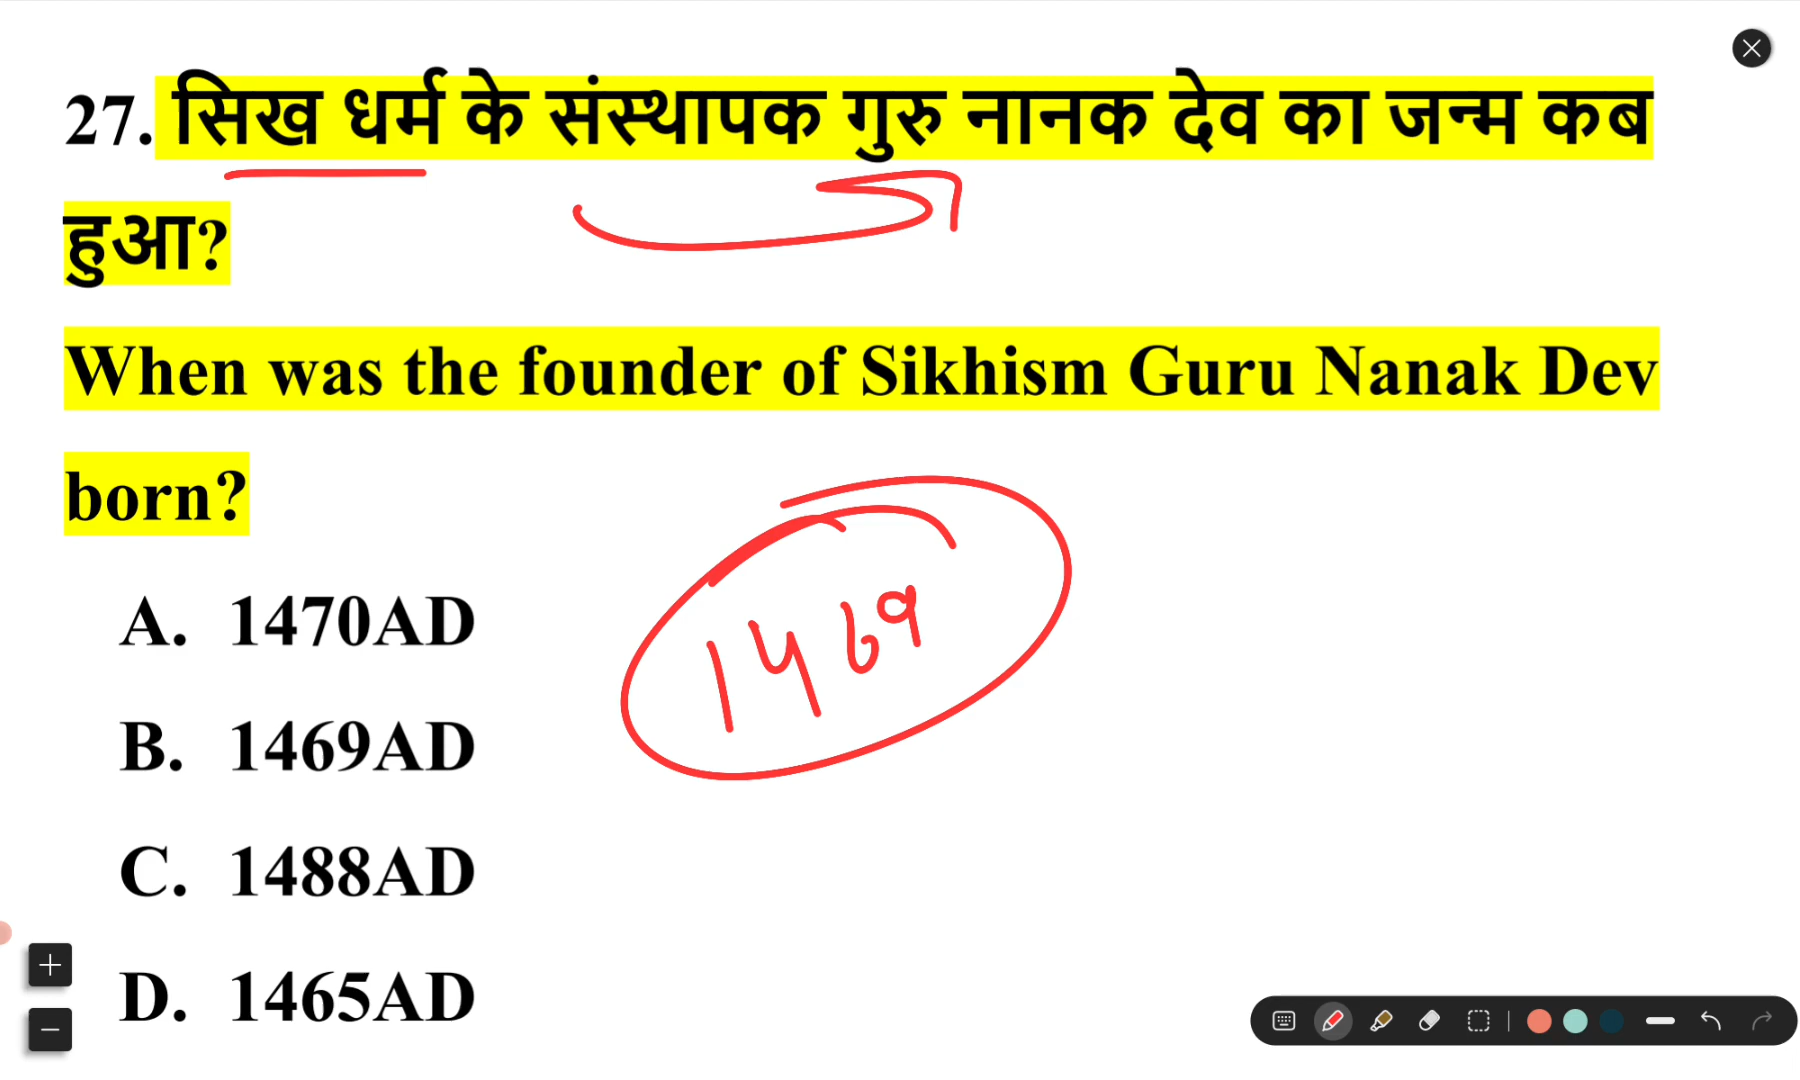 27. सिख धर्म के संस्थापक गुरु नानक देव का जन्म कब
हुआ?
When was the founder of Sikhism Guru Nanak Dev
born?
A. 1470AD
1469
B. 1469AD
C. 1488AD
D. 1465AD